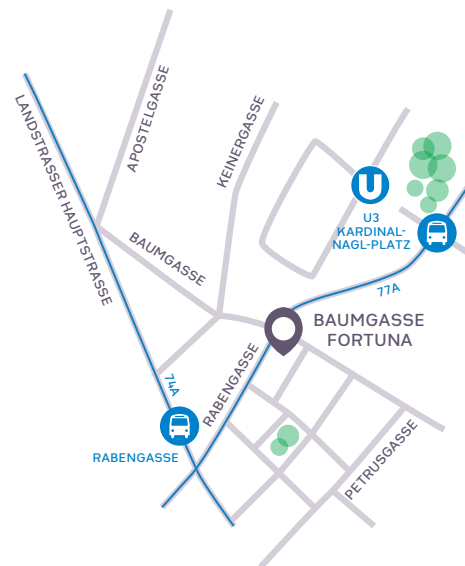 APOSTELGASSE
KEINERGASSE
LANDSTRASSER HAUPTSTRASSE
BAUMGASSE
U
U3
KARDINAL-
NAGL-PLATZ
77A
BAUMGASSE
FORTUNA
RABENGASSE
74A
RABENGASSE
PETRUSGASSE